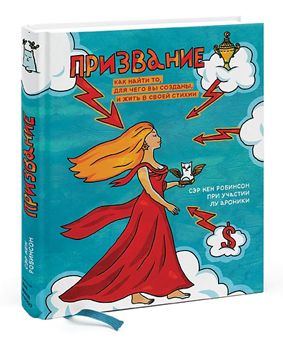 ПРИЗВАНИЕ
КАК НАЙТИ ТО,
ДЛЯ ЧЕГО ВЫ СОЗДАНЫ,
И ЖИТЬ В СВОЕЙ СТИХИИ
СЭР КЕН РОБИНСОН
ПРИ УЧАСТИИ
ЛУ АРОНИКИ
$
ПРИЗВАНИЕ
СЭР КЕН
РОБИНСОН